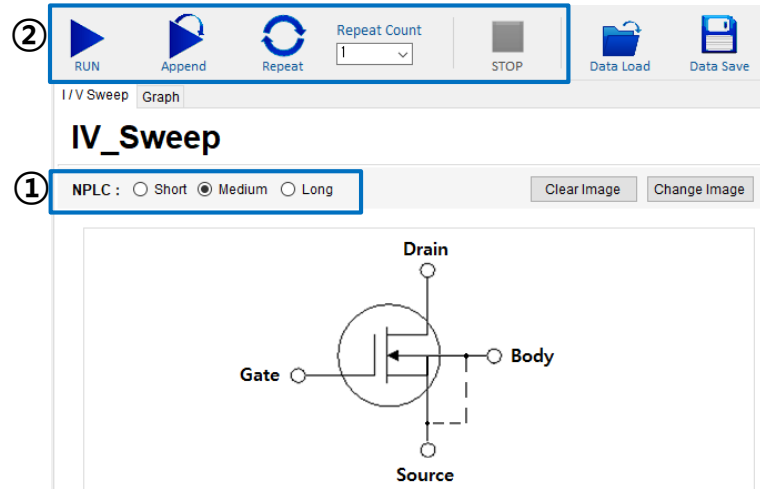 ②
Repeat Count
1
RUN Append Repeat STOP Data Load Data Save
I / V Sweep Graph
IV_Sweep
①
NPLC : Short Medium Long Clear Image Change Image
Drain
Body
Gate
Source